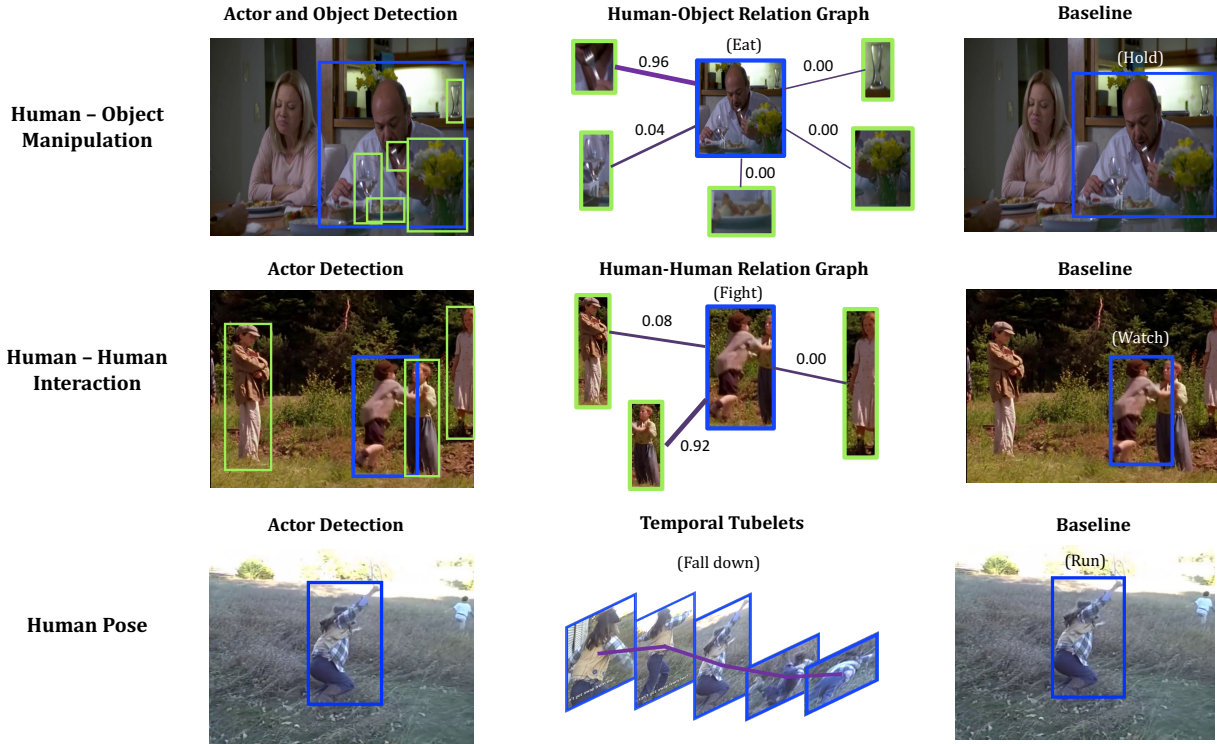 Actor and Object Detection
Human-Object Relation Graph
Baseline
Human – Object
Manipulation
(Eat)
0.96
0.00
0.04
0.00
0.00
(Hold)
Actor Detection
Human-Human Relation Graph
Baseline
Human – Human
Interaction
(Fight)
0.08
0.00
0.92
(Watch)
Actor Detection
Temporal Tubelets
Baseline
Human Pose
(Fall down)
(Run)